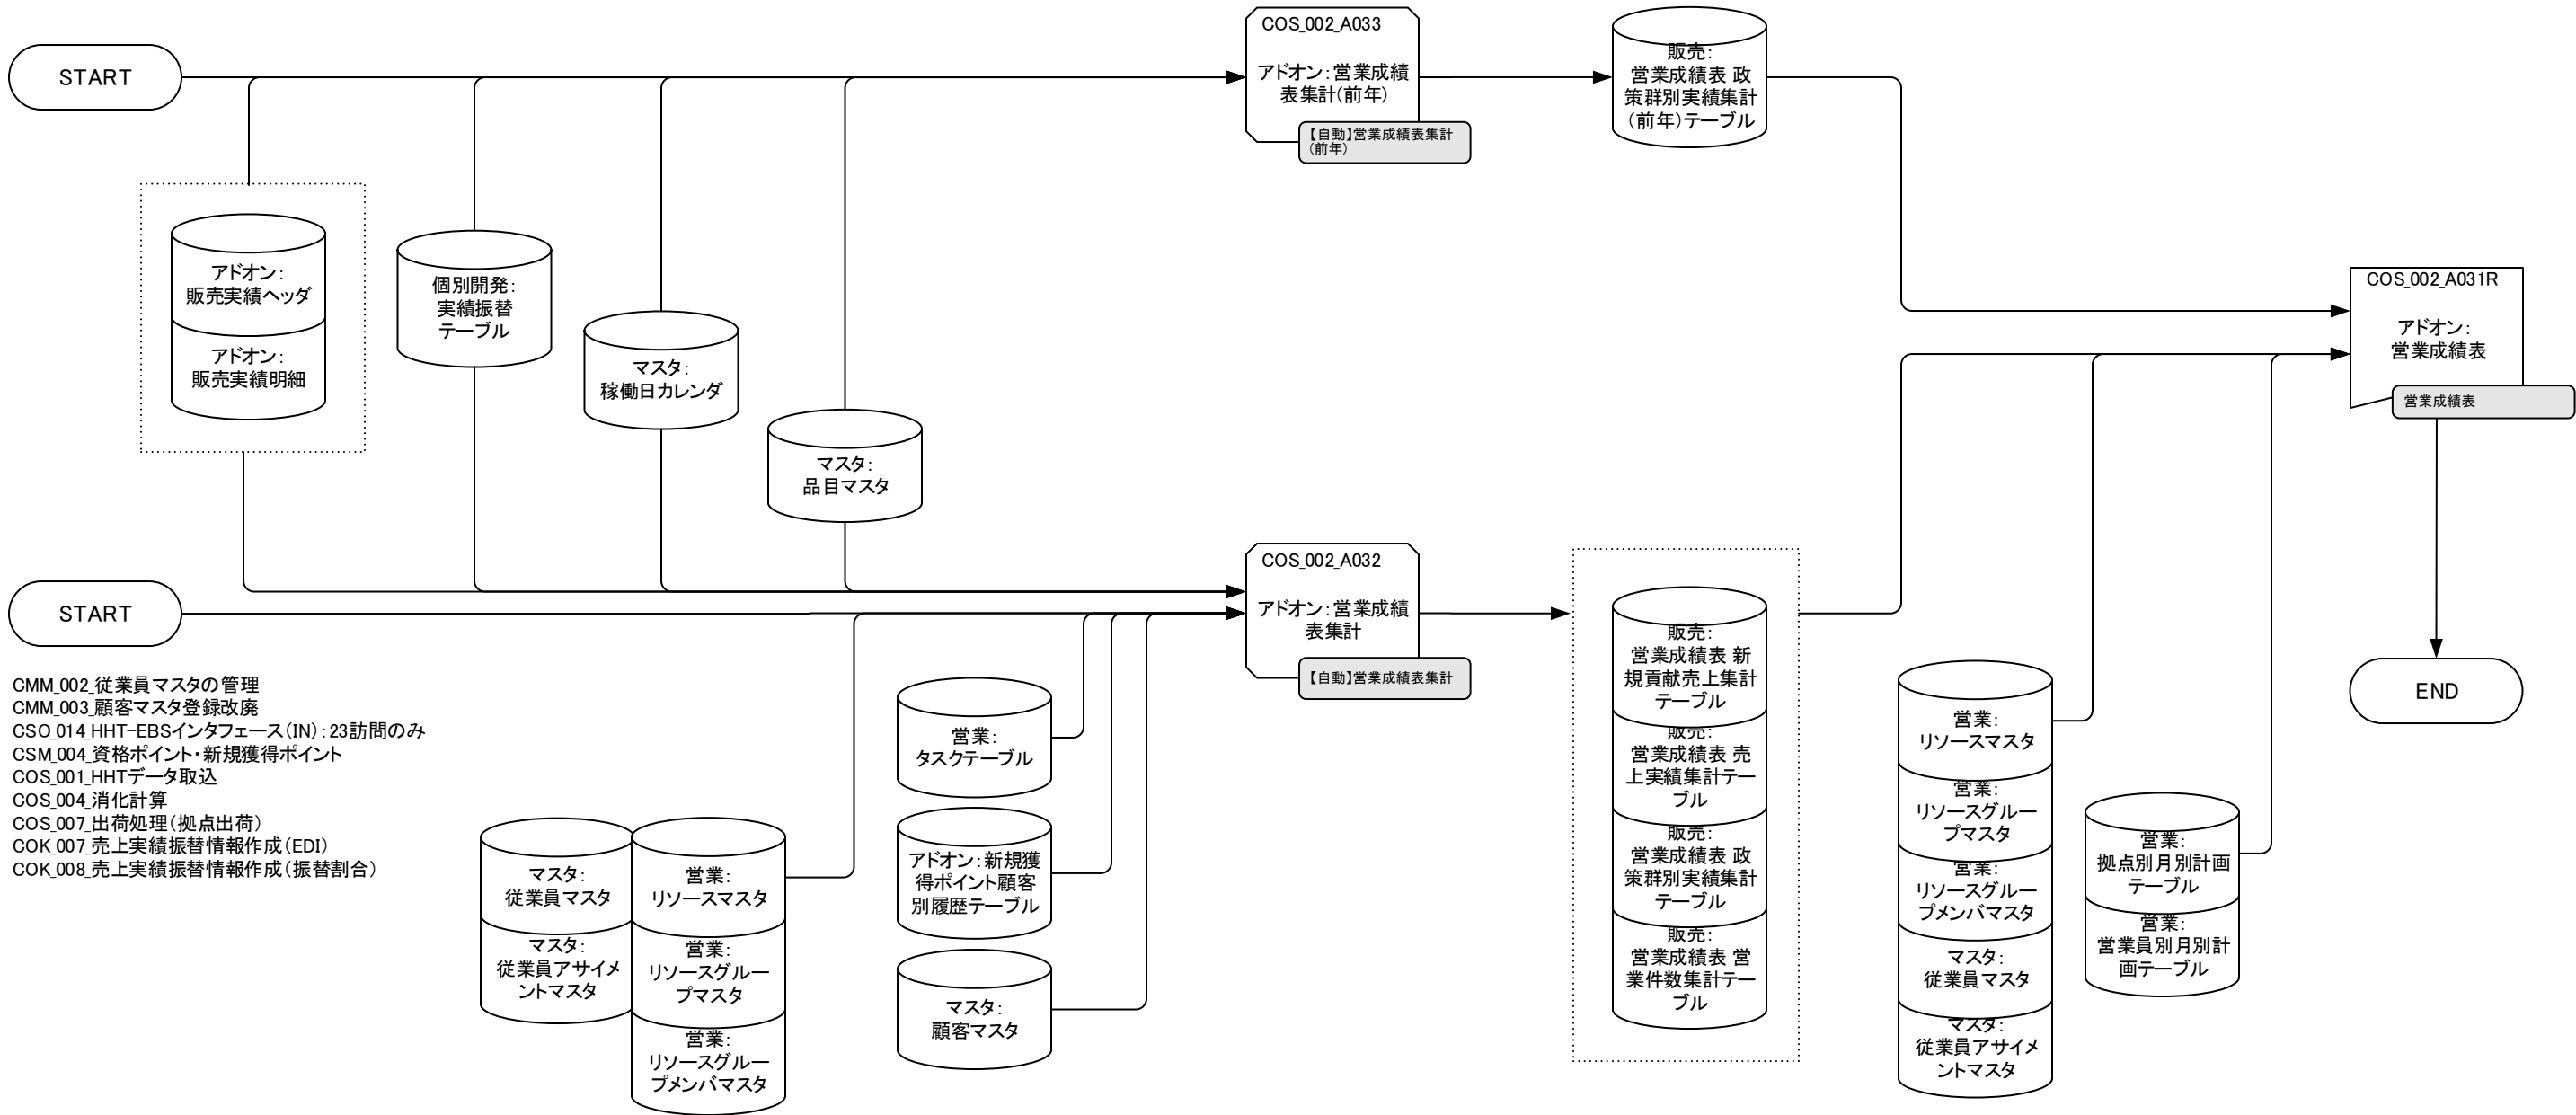 START
COS_002_A033
アドオン：営業成績
表集計（前年）
【自動】営業成績表集計
（前年）
販売：
営業成績表 政
策群別実績集計
（前年）テーブル
アドオン：
販売実績ヘッダ
アドオン：
販売実績明細
個別開発：
実績振替
テーブル
マスタ：
稼働日カレンダ
マスタ：
品目マスタ
COS_002_A031R
アドオン：
営業成績表
営業成績表
START
COS_002_A032
アドオン：営業成績
表集計
【自動】営業成績表集計
END
CMM_002_従業員マスタの管理
CMM_003_顧客マスタ登録改廃
CSO_014_HHT-EBSインタフェース（IN）：23訪問のみ
CSM_004_資格ポイント・新規獲得ポイント
COS_001_HHTデータ取込
COS_004_消化計算
COS_007_出荷処理（拠点出荷）
COK_007_売上実績振替情報作成（EDI）
COK_008_売上実績振替情報作成（振替割合）
マスタ：
従業員マスタ
マスタ：
従業員アサイメ
ントマスタ
営業：
リソースマスタ
営業：
リソースグルー
プマスタ
営業：
リソースグルー
プメンバマスタ
営業：
タスクテーブル
アドオン：新規獲
得ポイント顧客
別履歴テーブル
マスタ：
顧客マスタ
販売：
営業成績表 新
規貢献売上集計
テーブル
販売：
営業成績表 売
上実績集計テー
ブル
販売：
営業成績表 政
策群別実績集計
テーブル
販売：
営業成績表 営
業件数集計テー
ブル
営業：
リソースマスタ
営業：
リソースグルー
プマスタ
営業：
リソースグルー
プメンバマスタ
マスタ：
従業員マスタ
マスタ：
従業員アサイメ
ントマスタ
営業：
拠点別月別計画
テーブル
営業：
営業員別月別計
画テーブル